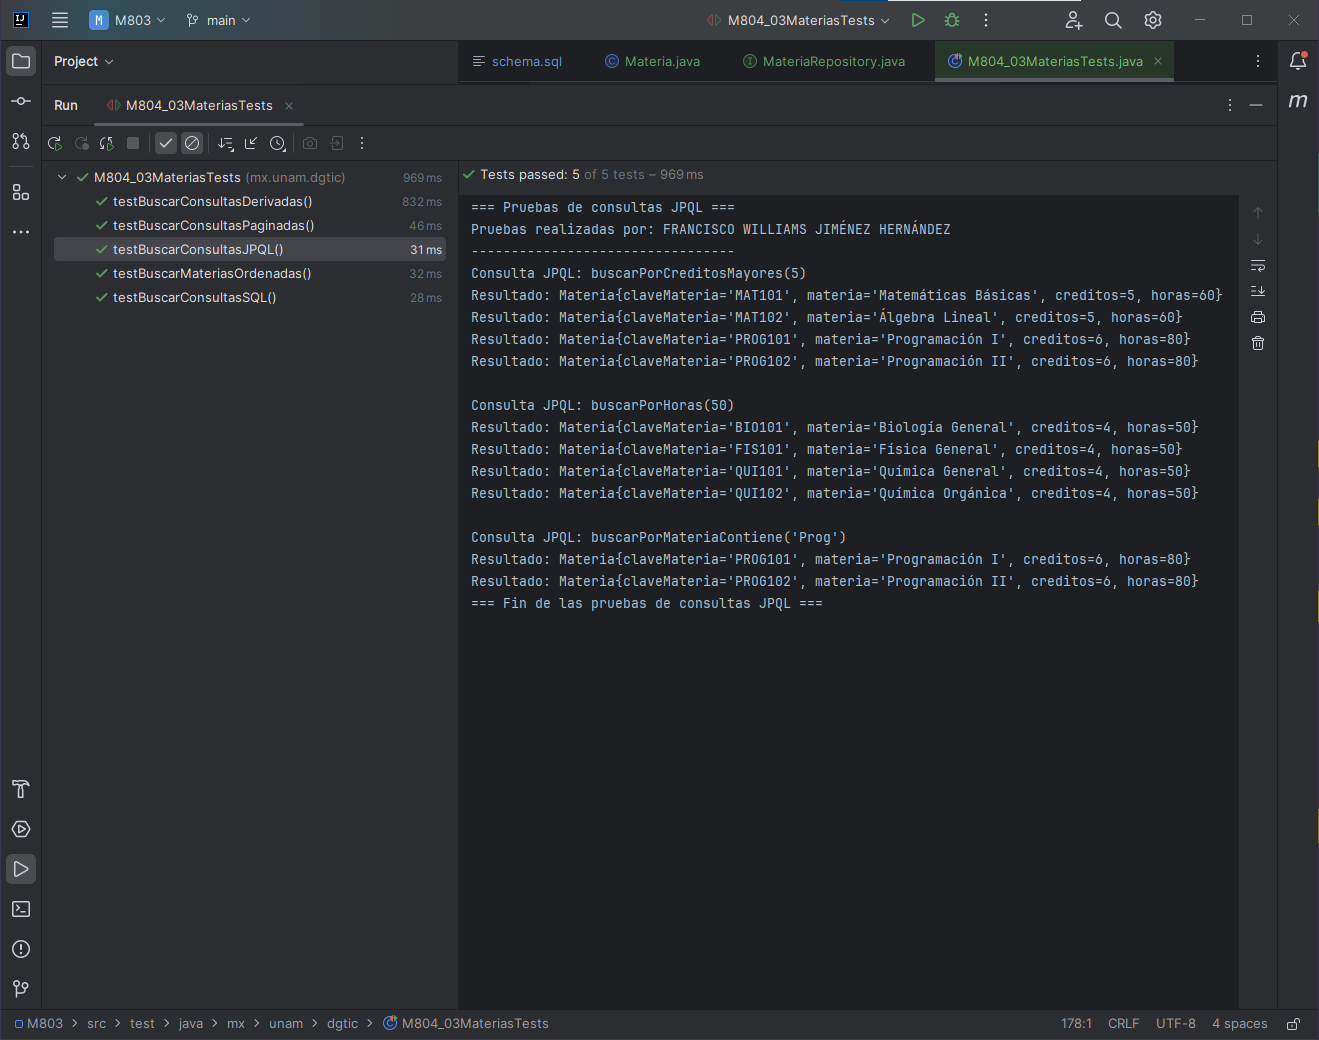 M M803 main M804_03MateriasTests
Project schema.sql Materia.java MateriaRepository.java M804_03MateriasTests.java
Run M804_03MateriasTests
M804_03MateriasTests (mx.unam.dgtic) 969 ms
testBuscarConsultasDerivadas() 832 ms
testBuscarConsultasPaginadas() 46 ms
testBuscarConsultasJPQL() 31 ms
testBuscarMateriasOrdenadas() 32 ms
testBuscarConsultasSQL() 28 ms
Tests passed: 5 of 5 tests – 969 ms
=== Pruebas de consultas JPQL ===
Pruebas realizadas por: FRANCISCO WILLIAMS JIMÉNEZ HERNÁNDEZ
---------------------------------
Consulta JPQL: buscarPorCreditosMayores(5)
Resultado: Materia{claveMateria='MAT101', materia='Matemáticas Básicas', creditos=5, horas=60}
Resultado: Materia{claveMateria='MAT102', materia='Álgebra Lineal', creditos=5, horas=60}
Resultado: Materia{claveMateria='PROG101', materia='Programación I', creditos=6, horas=80}
Resultado: Materia{claveMateria='PROG102', materia='Programación II', creditos=6, horas=80}
Consulta JPQL: buscarPorHoras(50)
Resultado: Materia{claveMateria='BIO101', materia='Biología General', creditos=4, horas=50}
Resultado: Materia{claveMateria='FIS101', materia='Física General', creditos=4, horas=50}
Resultado: Materia{claveMateria='QUI101', materia='Química General', creditos=4, horas=50}
Resultado: Materia{claveMateria='QUI102', materia='Química Orgánica', creditos=4, horas=50}
Consulta JPQL: buscarPorMateriaContiene('Prog')
Resultado: Materia{claveMateria='PROG101', materia='Programación I', creditos=6, horas=80}
Resultado: Materia{claveMateria='PROG102', materia='Programación II', creditos=6, horas=80}
=== Fin de las pruebas de consultas JPQL ===
M803 > src > test > java > mx > unam > dgtic > M804_03MateriasTests 178:1 CRLF UTF-8 4 spaces